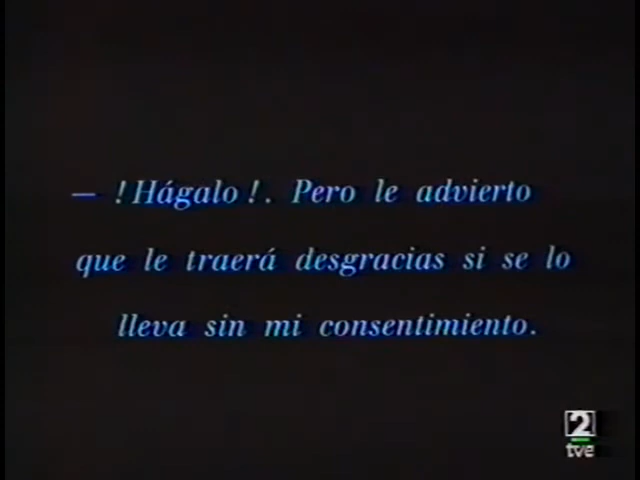 — !Hágalo!. Pero le advierto
que le traerá desgracias si se lo
lleva sin mi consentimiento.
2
tve